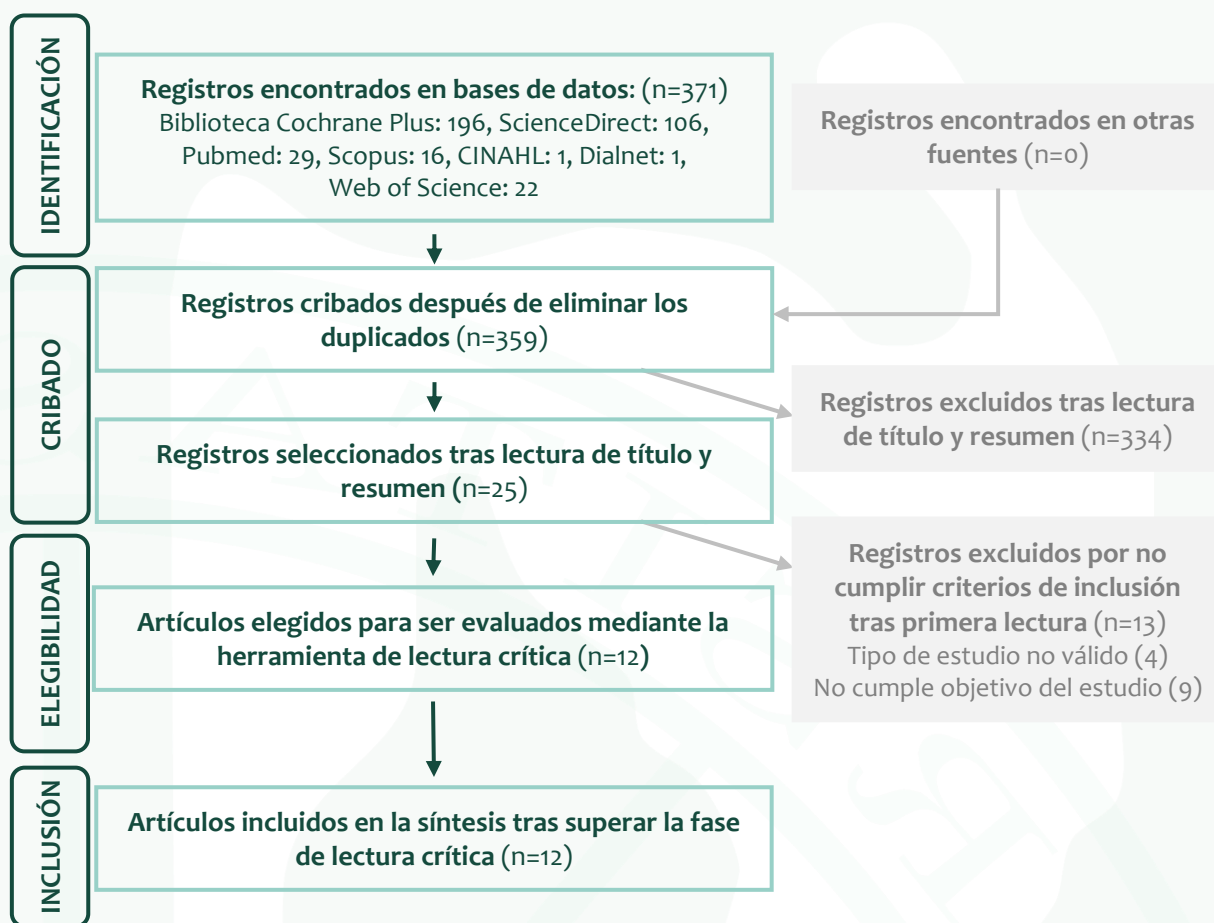 IDENTIFICACIÓN
Registros encontrados en bases de datos: (n=371)
Biblioteca Cochrane Plus: 196, ScienceDirect: 106,
Pubmed: 29, Scopus: 16, CINAHL: 1, Dialnet: 1,
Web of Science: 22
Registros encontrados en otras
fuentes (n=0)
CRIBADO
Registros cribados después de eliminar los
duplicados (n=359)
Registros excluidos tras lectura
de título y resumen (n=334)
Registros seleccionados tras lectura de título y
resumen (n=25)
Registros excluidos por no
cumplir criterios de inclusión
tras primera lectura (n=13)
Tipo de estudio no válido (4)
No cumple objetivo del estudio (9)
ELEGIBILIDAD
Artículos elegidos para ser evaluados mediante la
herramienta de lectura crítica (n=12)
INCLUSIÓN
Artículos incluidos en la síntesis tras superar la fase
de lectura crítica (n=12)